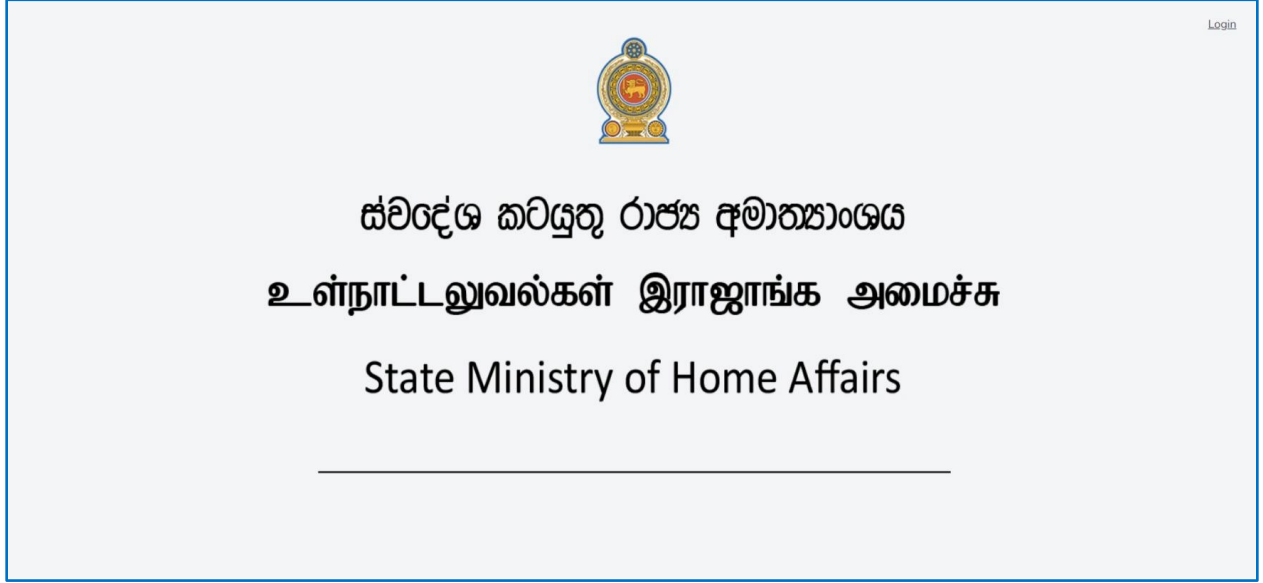 Login
ස්වදේශ කටයුතු රාජ්‍ය අමාත්‍යාංශය
உள்நாட்டலுவல்கள் இராஜாங்க அமைச்சு
State Ministry of Home Affairs